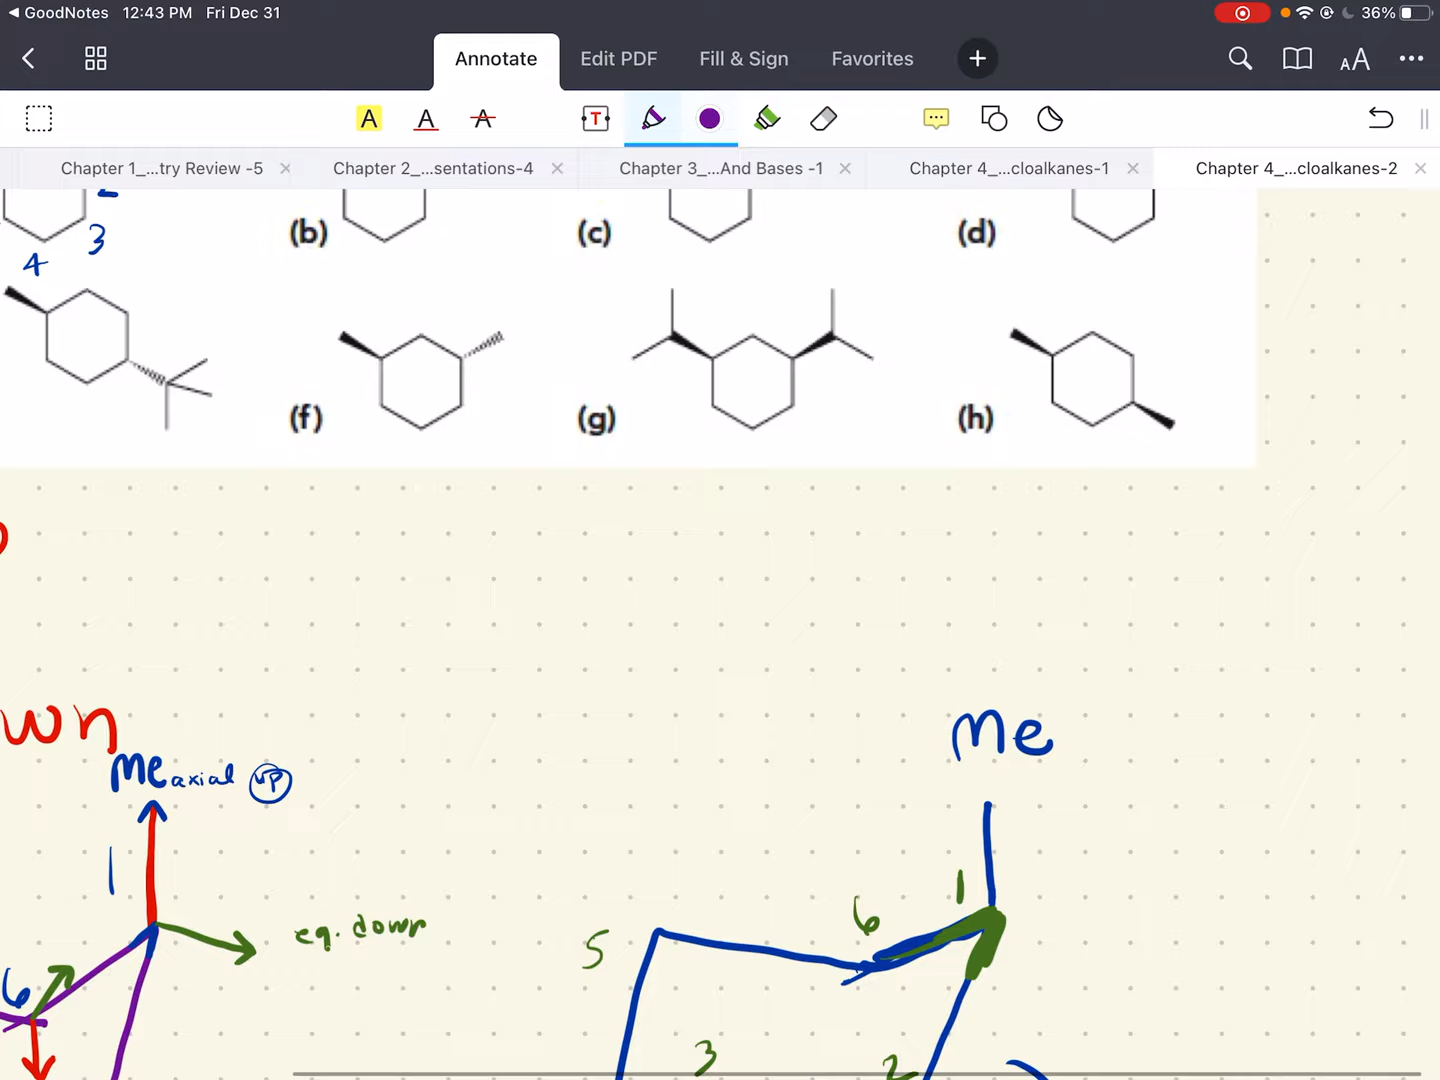 GoodNotes 12:43 PM Fri Dec 31 36%
Annotate Edit PDF Fill & Sign Favorites
AA
A A A T
Chapter 1_...try Review -5 Chapter 2_...sentations-4 Chapter 3_...And Bases -1 Chapter 4_...cloalkanes-1 Chapter 4_...cloalkanes-2
2
3 (b) (c) (d)
4
(f) (g) (h)
wn Me
Me axial up
1 1
6
eq. down
5
6
3 2